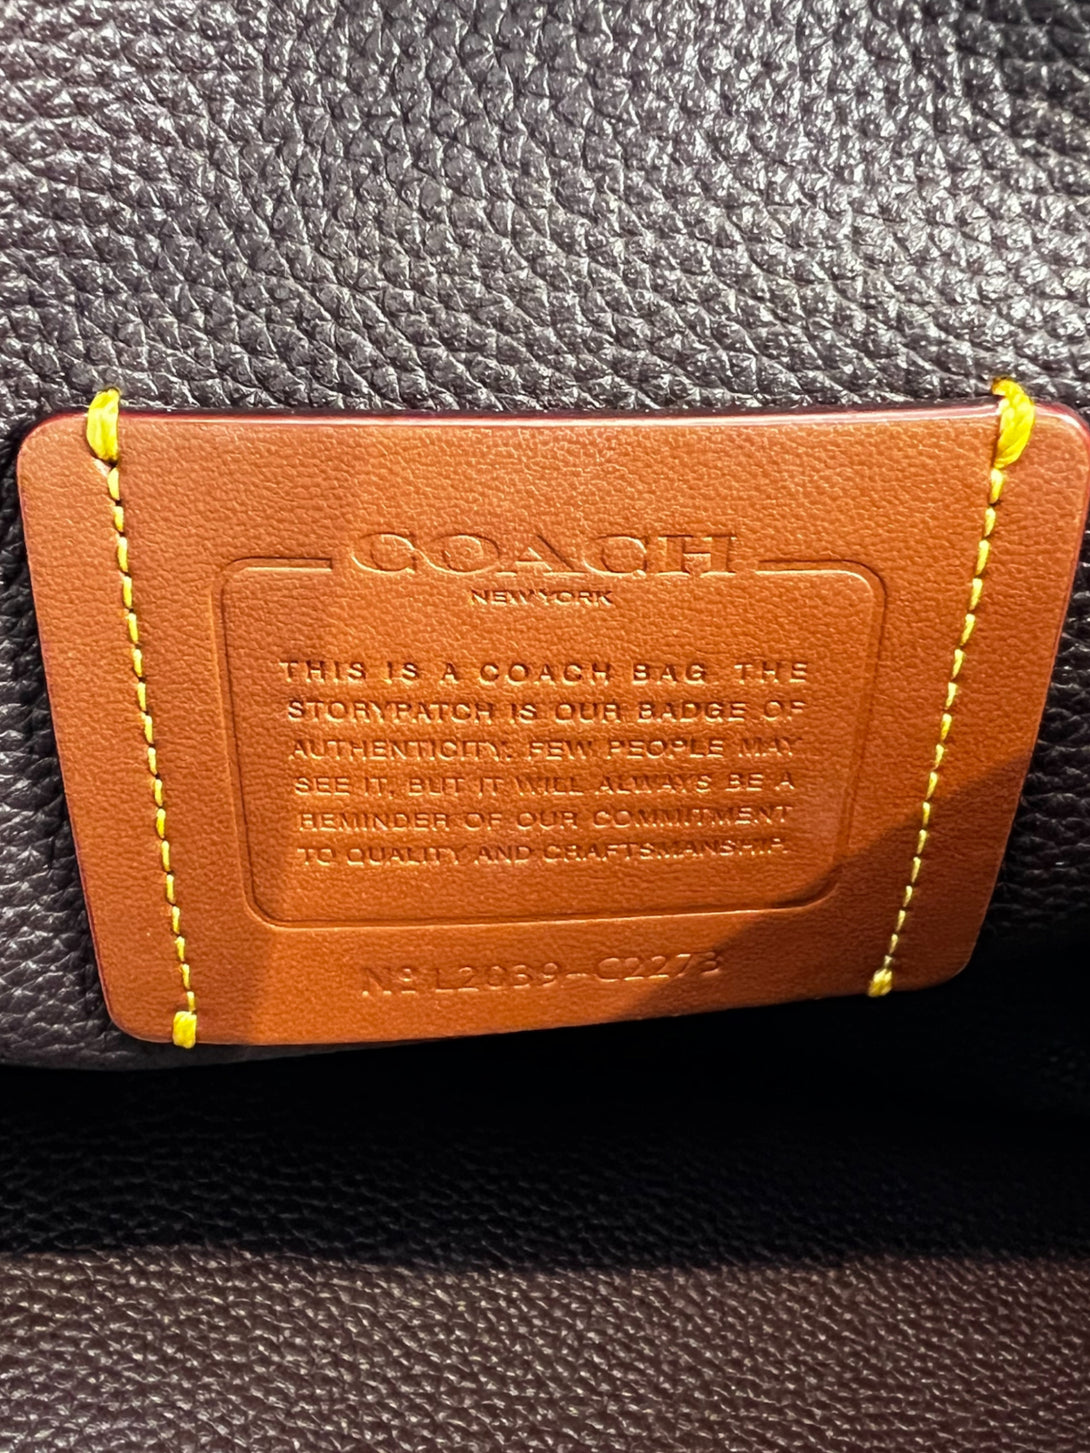 COACH
NEW YORK
THIS IS A COACH BAG. THE
STORYPATCH IS OUR BADGE OF
AUTHENTICITY. FEW PEOPLE MAY
SEE IT, BUT IT WILL ALWAYS BE A
REMINDER OF OUR COMMITMENT
TO QUALITY AND CRAFTSMANSHIP.
Nº L2039-C2273